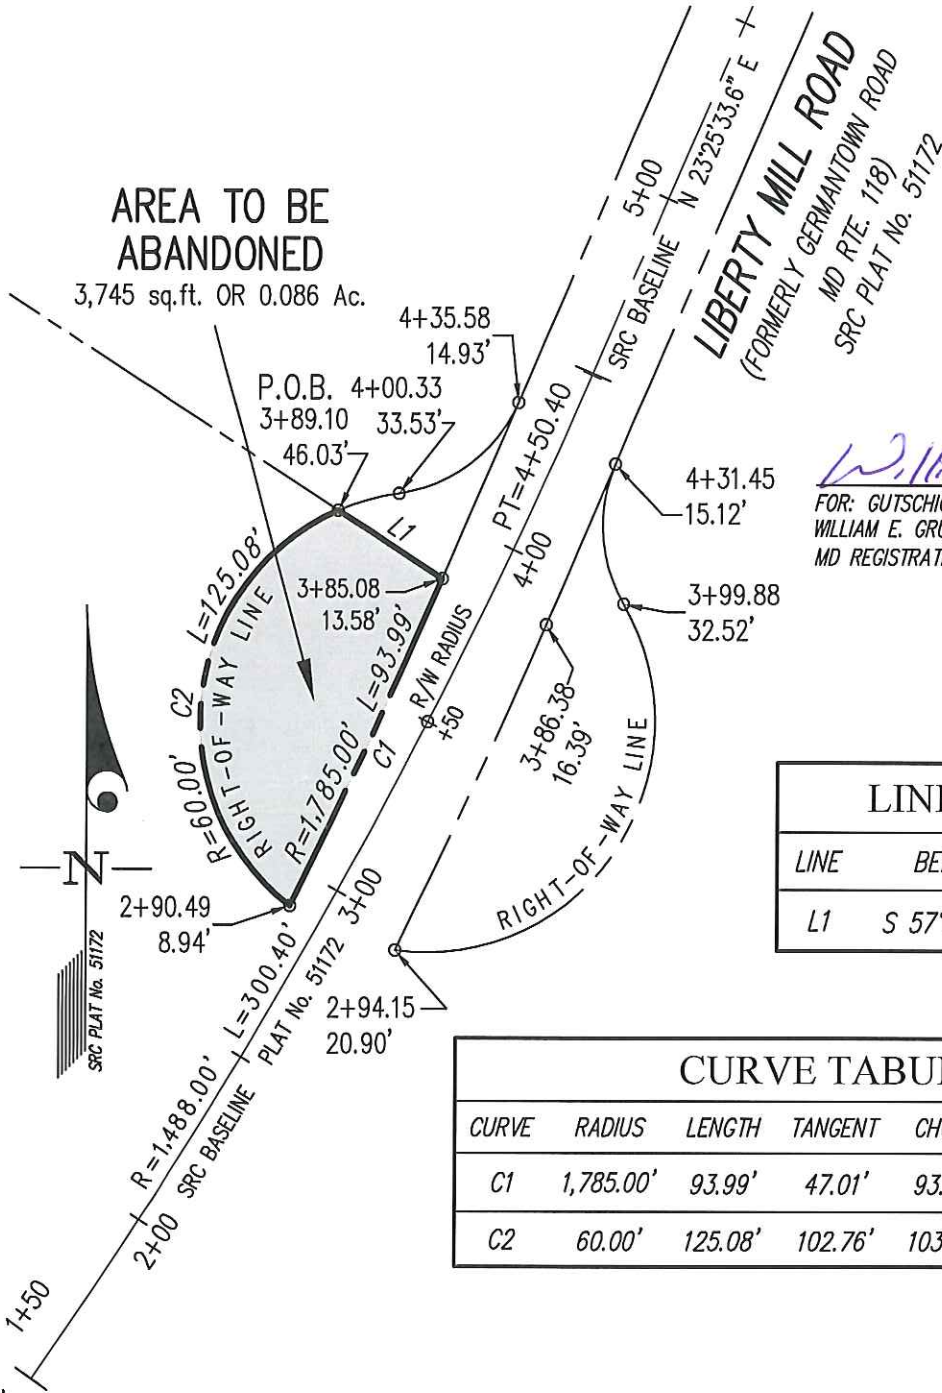 AREA TO BE
ABANDONED
3,745 sq.ft. OR 0.086 Ac.
4+35.58
14.93'
P.O.B.
3+89.10
46.03'
4+00.33
33.53'
L1
3+85.08
13.58'
L=125.08'
C2
R=60.00'
RIGHT-OF-WAY LINE
L=93.99'
C1
R=1,785.00'
2+90.49
8.94'
5+00
N 23°25'33.6" E
SRC BASELINE
LIBERTY MILL ROAD
(FORMERLY GERMANTOWN ROAD
MD RTE. 118)
SRC PLAT No. 51172
PT=4+50.40
4+00
R/W RADIUS
+50
4+31.45
15.12'
3+99.88
32.52'
3+86.38
16.39'
RIGHT-OF-WAY LINE
2+94.15
20.90'
3+00
L=300.40'
PLAT No. 51172
R=1,488.00'
SRC BASELINE
2+00
1+50
N
SRC PLAT No. 51172
FOR: GUTSCHI
WILLIAM E. GR
MD REGISTRAT
LIN
LINE BE
L1 S 57°
CURVE TABU
CURVE RADIUS LENGTH TANGENT CH
C1 1,785.00' 93.99' 47.01' 93.
C2 60.00' 125.08' 102.76' 103